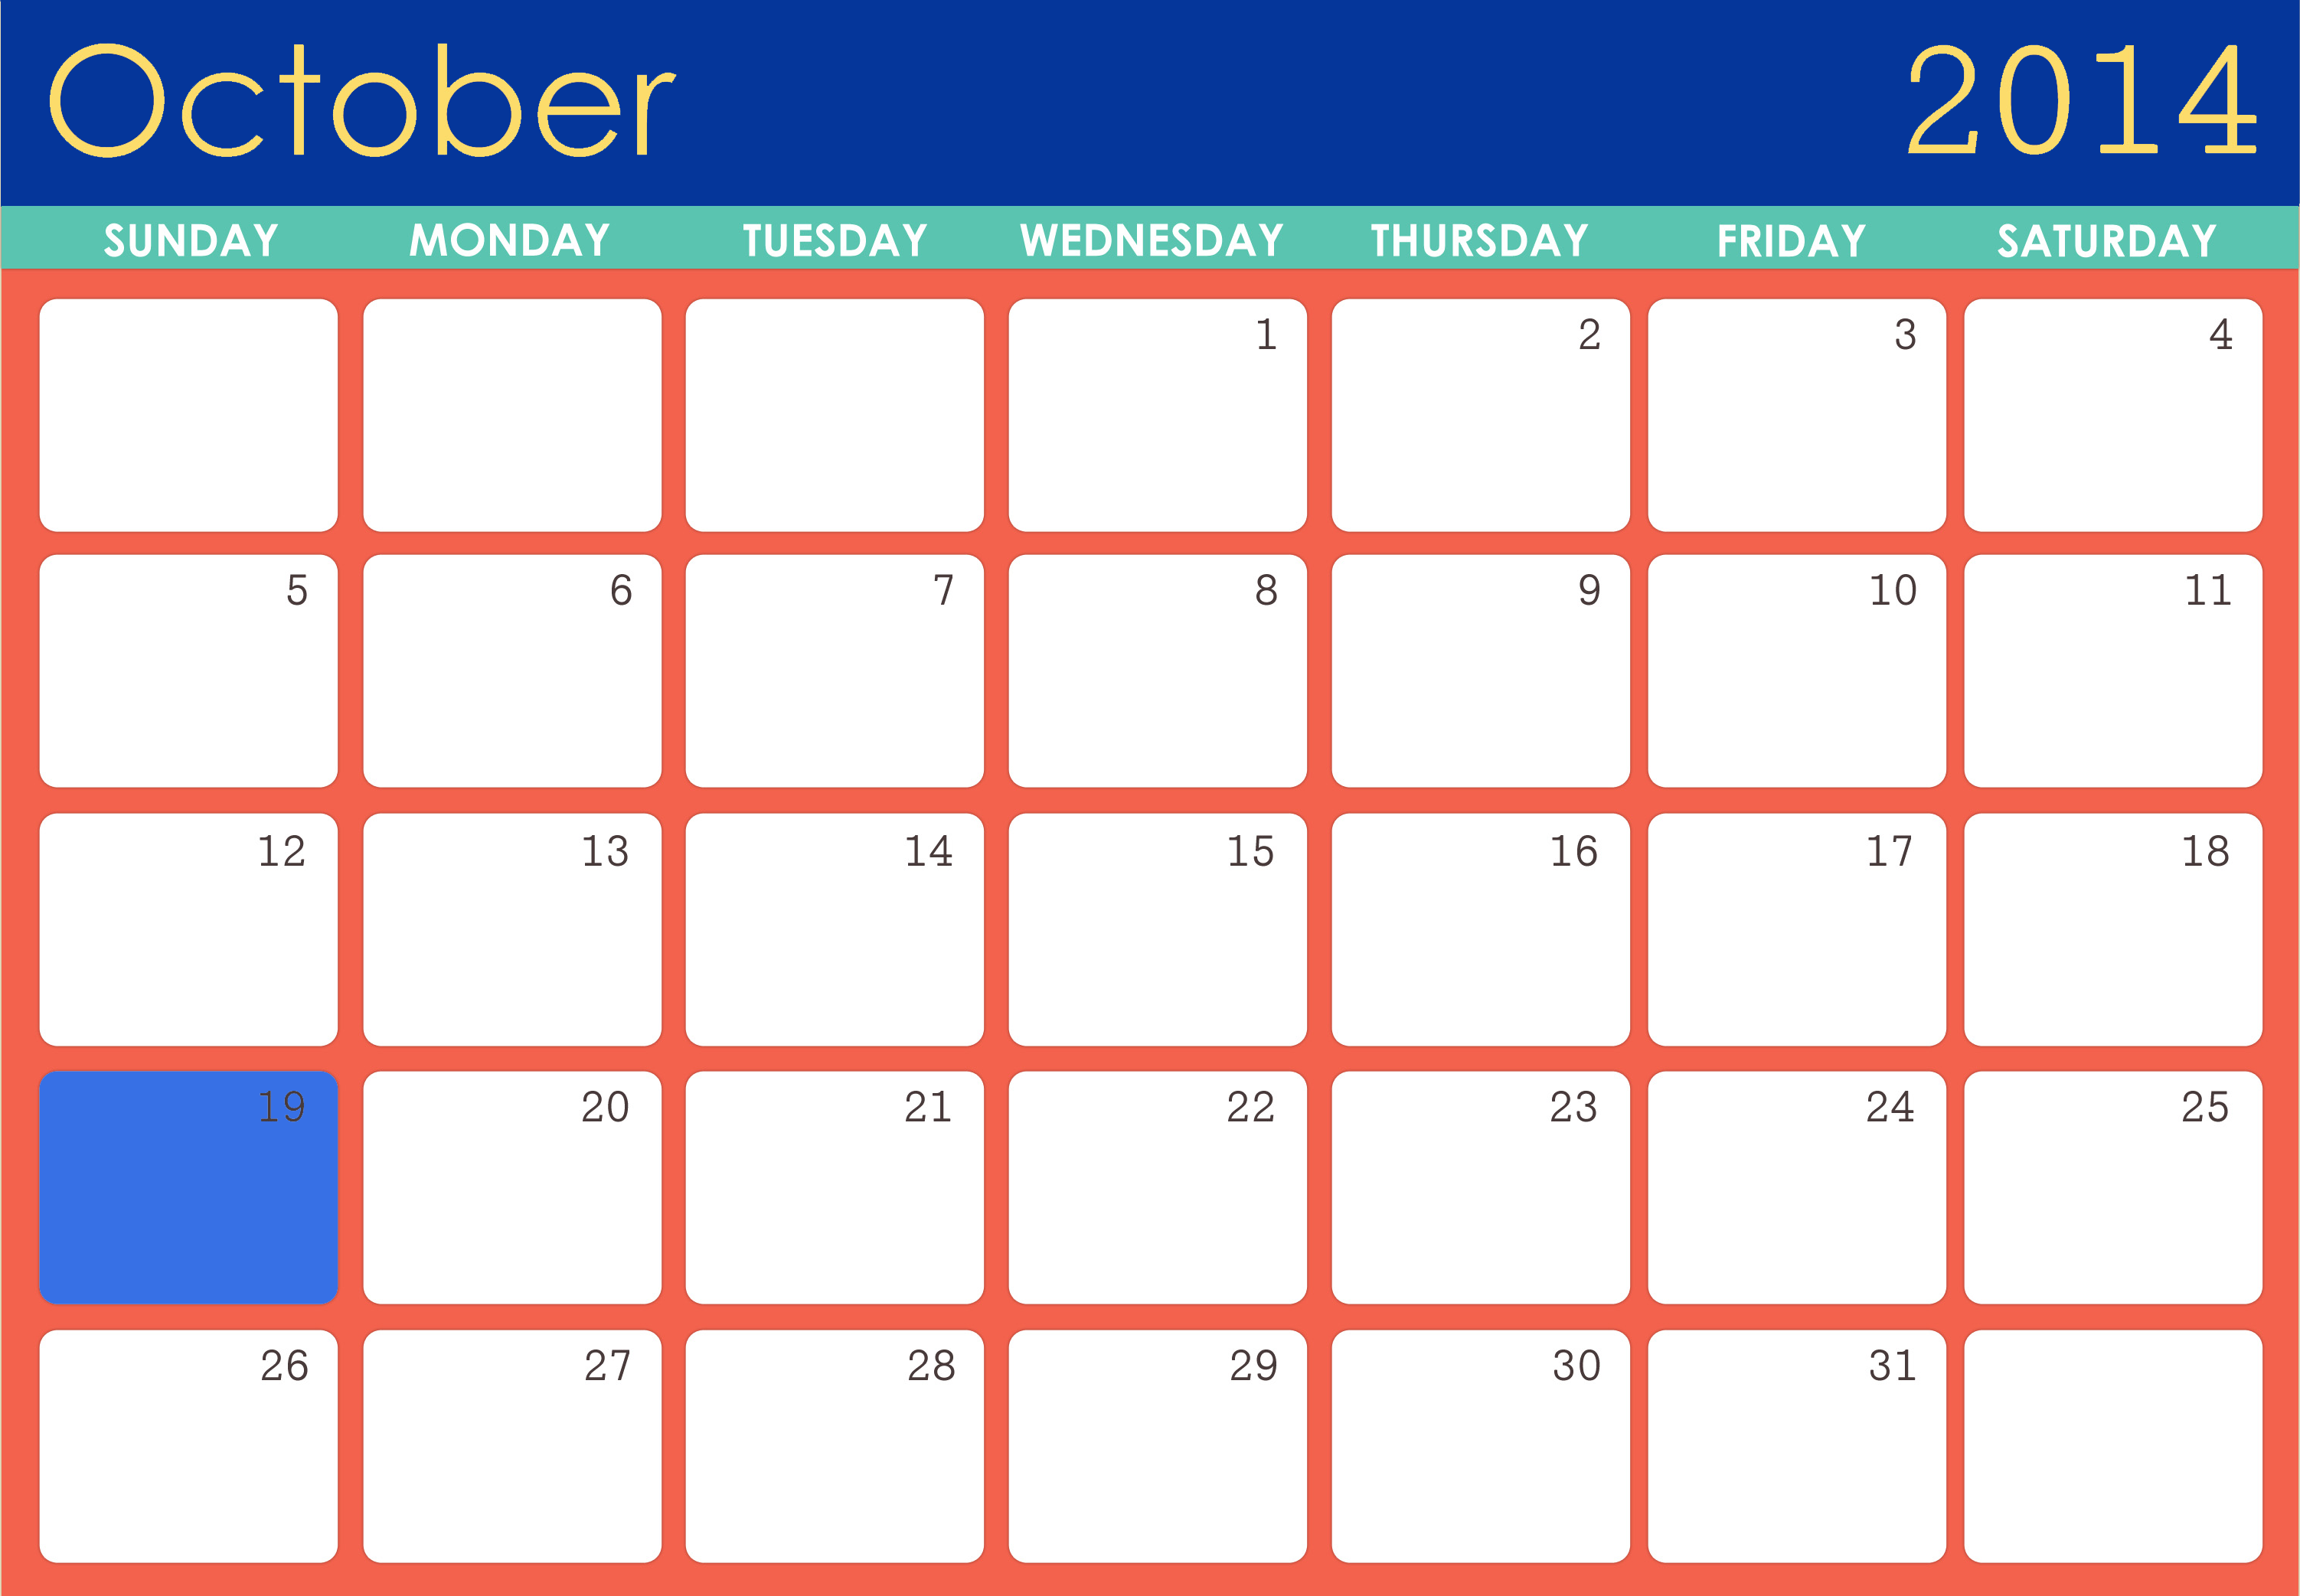 October 2014
SUNDAY MONDAY TUESDAY WEDNESDAY THURSDAY FRIDAY SATURDAY
1 2 3 4
5 6 7 8 9 10 11
12 13 14 15 16 17 18
19 20 21 22 23 24 25
26 27 28 29 30 31